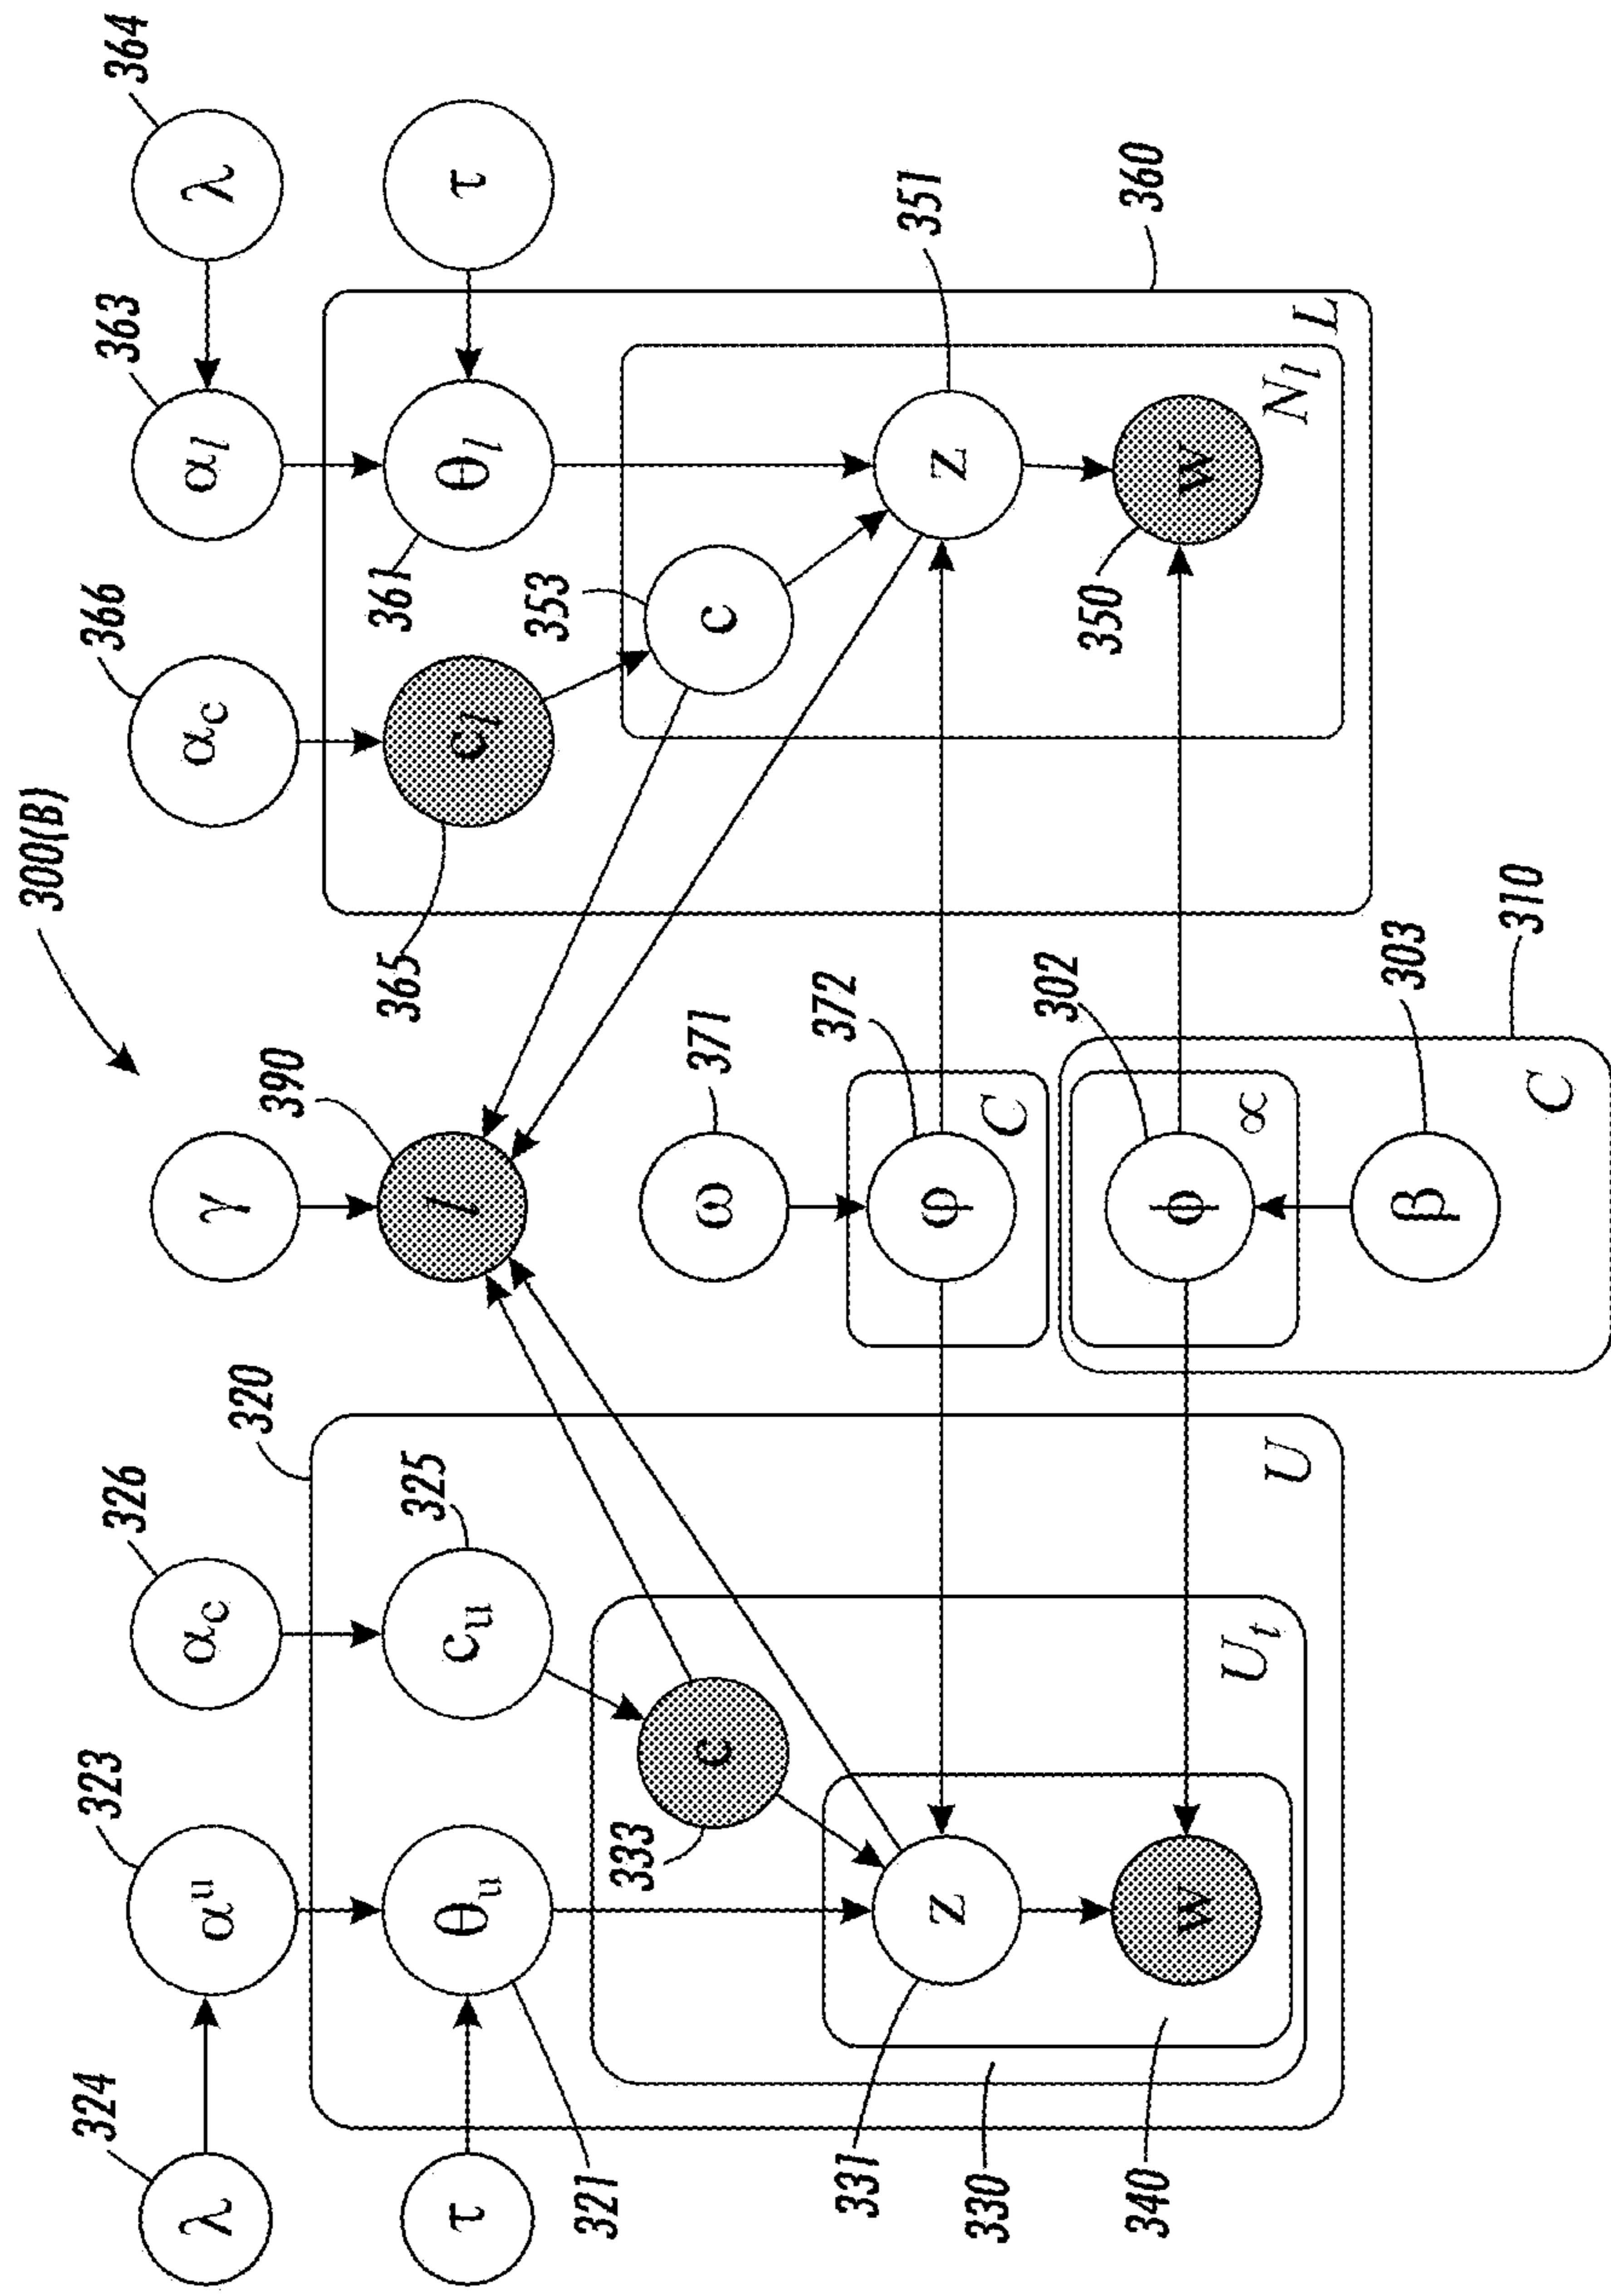 300(B)
324 323 326 366 363 364
λ αᵘ α_c γ α_c α_l λ
320 390
325 365 361
τ θ_u c_u l c_l θ_l τ
353
321 333
c ω 371 c
331 372 351
z φ z
330 C 302
340 350 360
w ϕ w
U_t ∝ N_l
U L
303
β
310
C